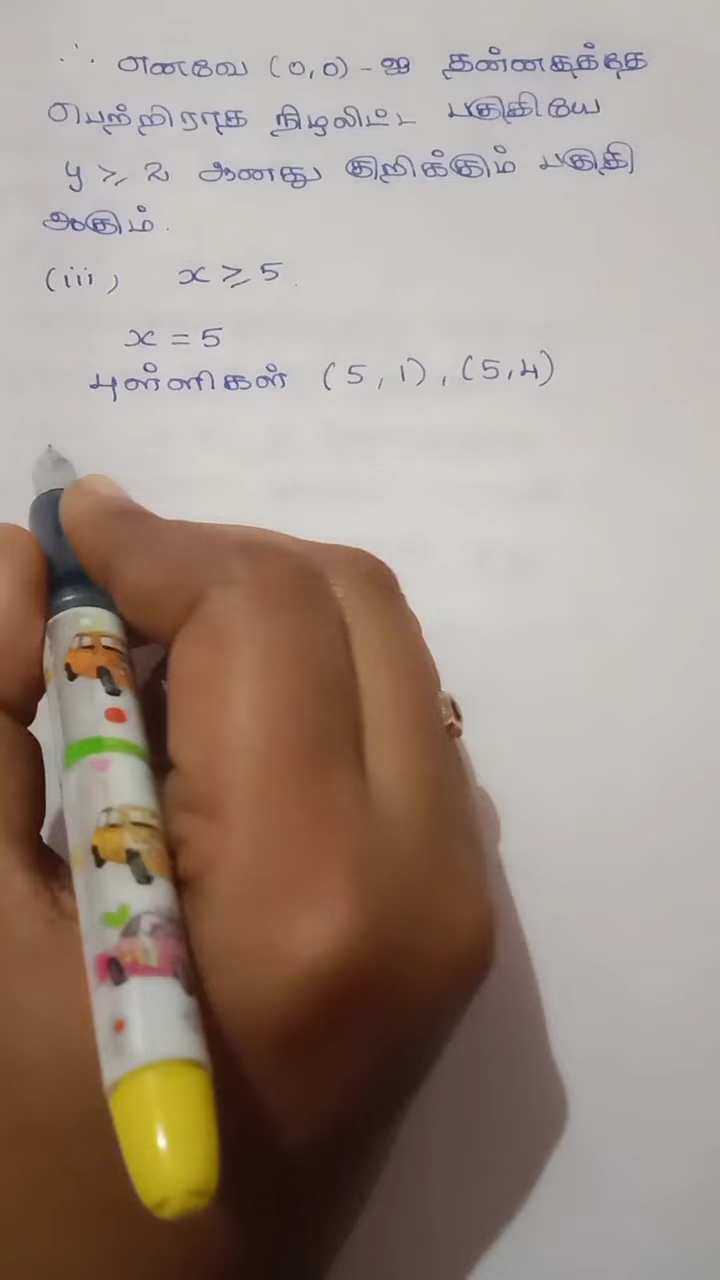 ∴ எனவே (0,0) - ஐ தன்னகத்தே
பெற்றிராத நிழலிட்ட பகுதியே
y ≥ 2 ஆனது குறிக்கும் பகுதி
ஆகும்.
(iii) x ≥ 5.
x = 5
புள்ளிகள் (5, 1), (5,4)